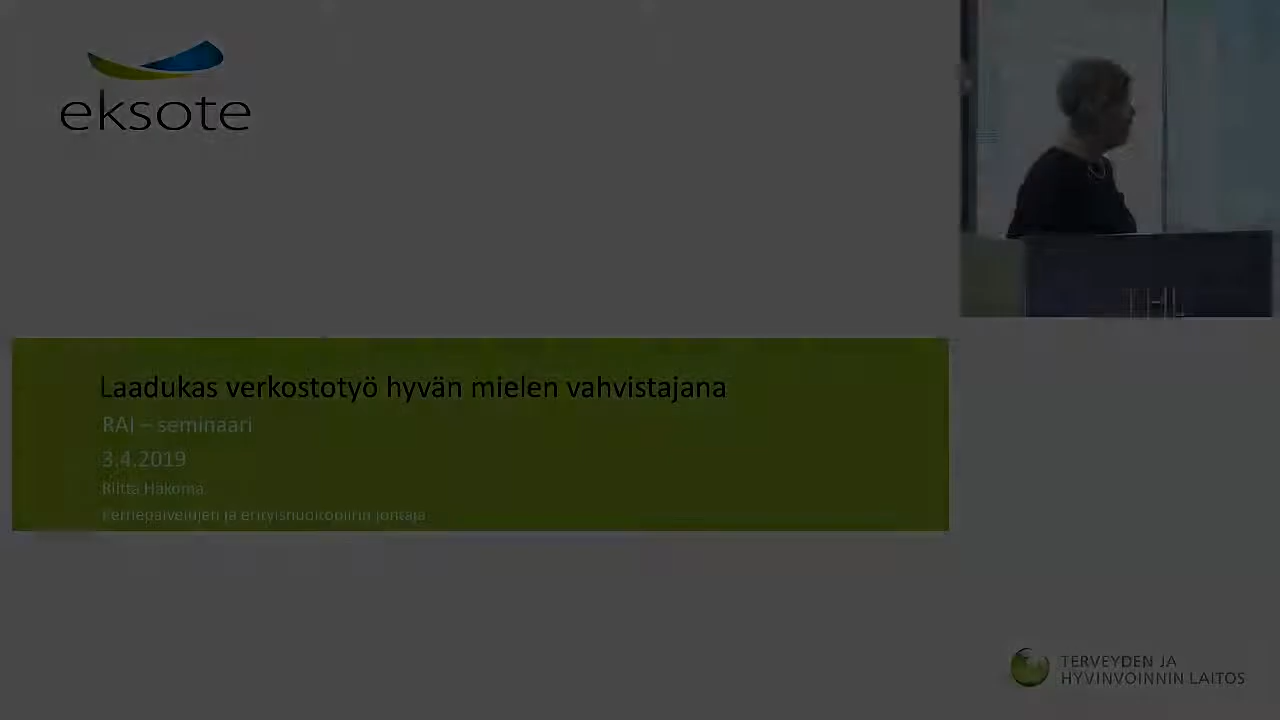 eksote
THL
Laadukas verkostotyö hyvän mielen vahvistajana
RAI – seminaari
3.4.2019
Riitta Hakoma
Perhepalvelujen ja erityishuoltopiirin johtaja
TERVEYDEN JA
HYVINVOINNIN LAITOS